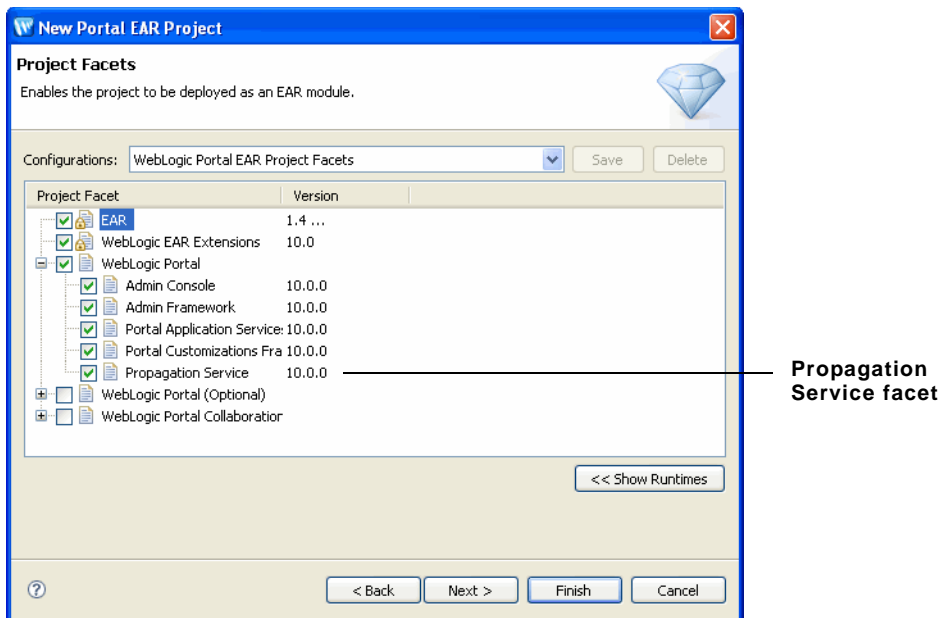 New Portal EAR Project
Project Facets
Enables the project to be deployed as an EAR module.
Configurations: WebLogic Portal EAR Project Facets Save Delete
Project Facet Version
EAR 1.4 ...
WebLogic EAR Extensions 10.0
WebLogic Portal
Admin Console 10.0.0
Admin Framework 10.0.0
Portal Application Service: 10.0.0
Portal Customizations Fra 10.0.0
Propagation Service 10.0.0
WebLogic Portal (Optional)
WebLogic Portal Collaboration
Propagation
Service facet
<< Show Runtimes
< Back Next > Finish Cancel